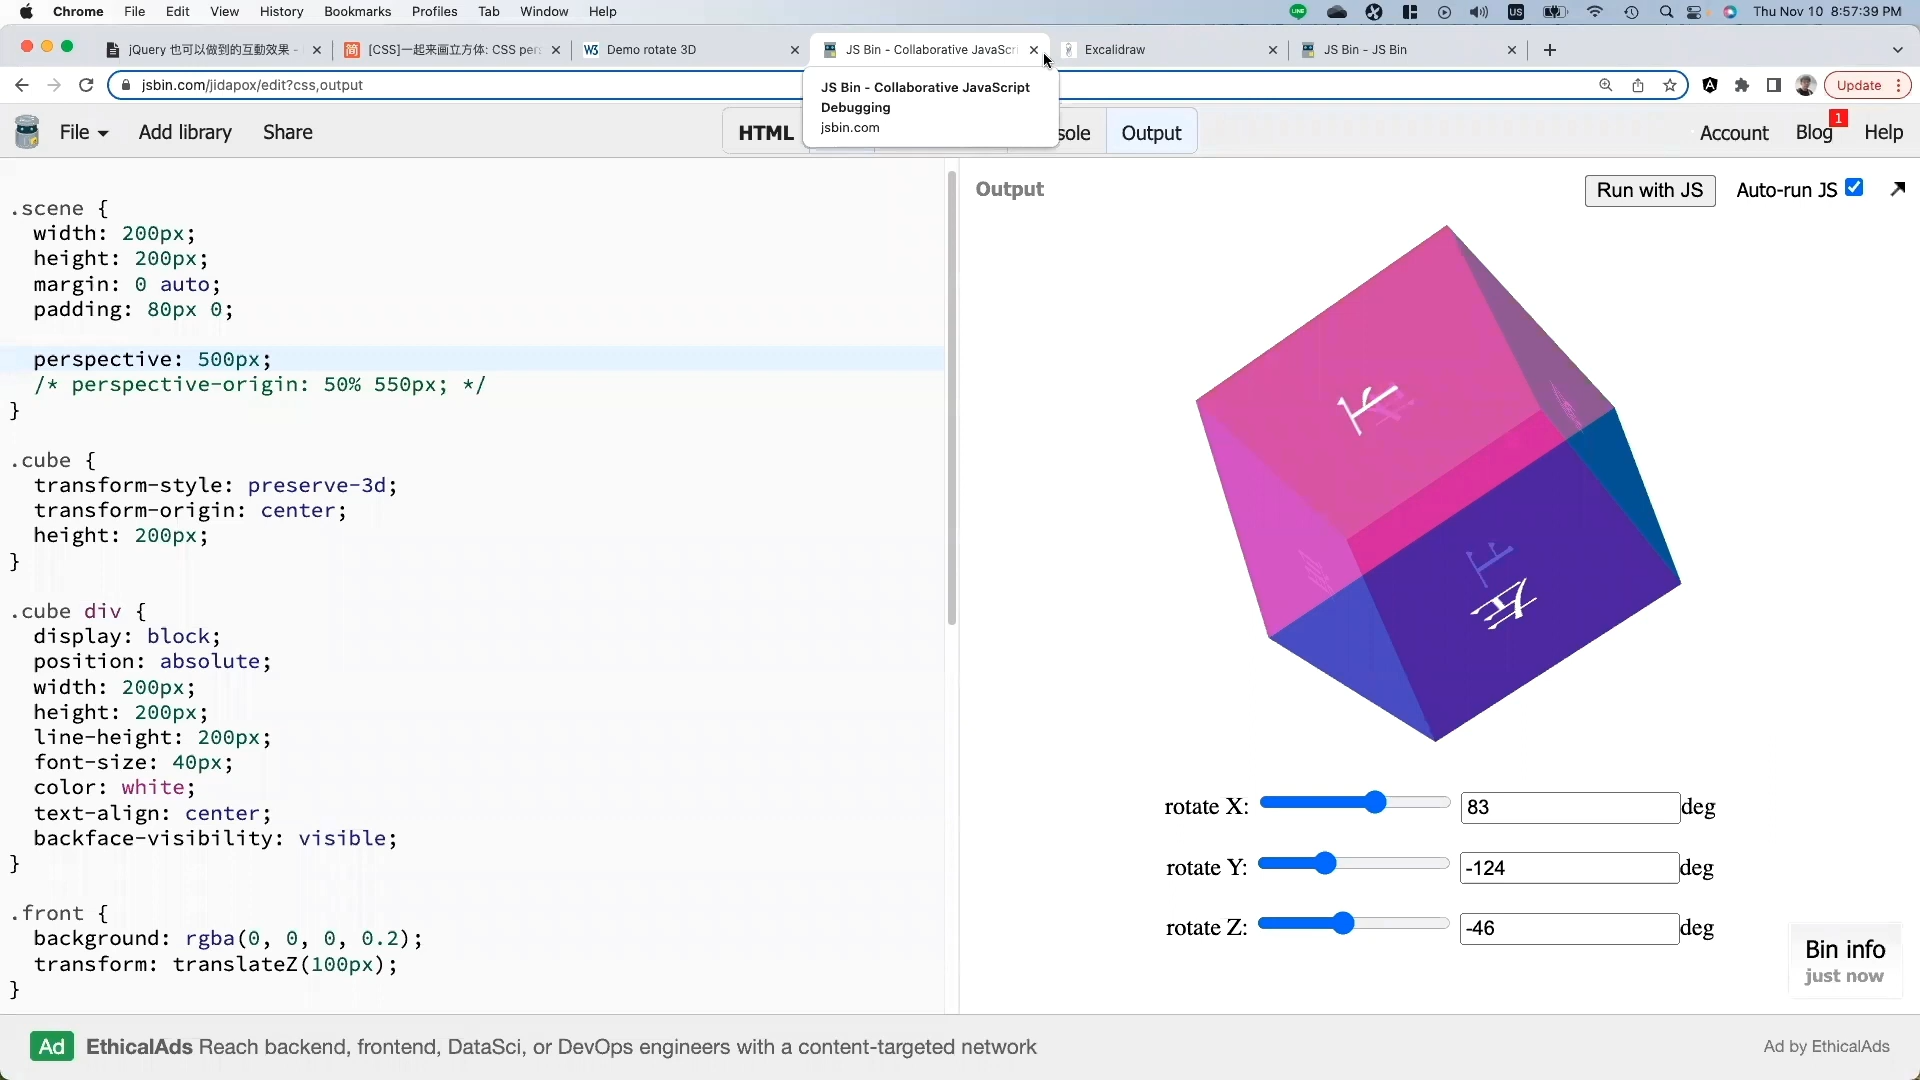 Chrome File Edit View History Bookmarks Profiles Tab Window Help
US Thu Nov 10 8:57:39 PM
jQuery 也可以做到的互動效果 -
[CSS]一起来画立方体: CSS per
Demo rotate 3D
JS Bin - Collaborative JavaScri
Excalidraw
JS Bin - JS Bin
jsbin.com/jidapox/edit?css,output
Update
JS Bin - Collaborative JavaScript
Debugging
jsbin.com
File Add library Share
HTML
sole
Output
Account Blog 1 Help
.scene {
width: 200px;
height: 200px;
margin: 0 auto;
padding: 80px 0;
perspective: 500px;
/* perspective-origin: 50% 550px; */
}
.cube {
transform-style: preserve-3d;
transform-origin: center;
height: 200px;
}
.cube div {
display: block;
position: absolute;
width: 200px;
height: 200px;
line-height: 200px;
font-size: 40px;
color: white;
text-align: center;
backface-visibility: visible;
}
.front {
background: rgba(0, 0, 0, 0.2);
transform: translateZ(100px);
}
Output
Run with JS Auto-run JS
rotate X: 83 deg
rotate Y: -124 deg
rotate Z: -46 deg
Bin info
just now
Ad EthicalAds Reach backend, frontend, DataSci, or DevOps engineers with a content-targeted network
Ad by EthicalAds